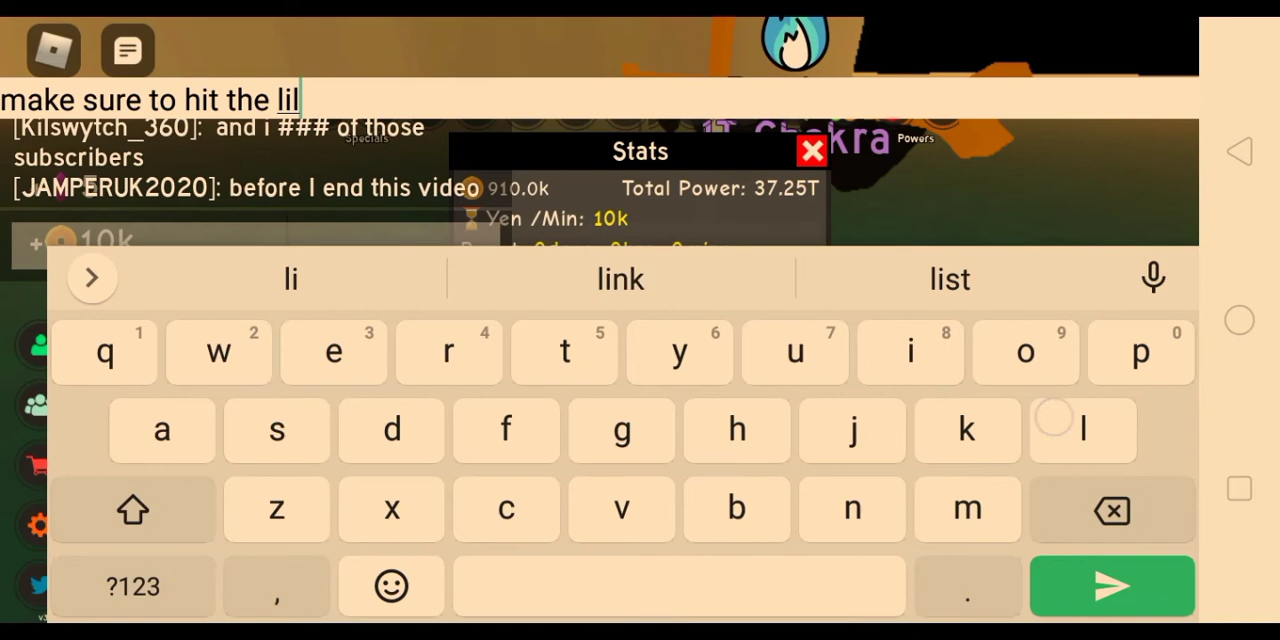 make sure to hit the lil
[Kilswytch_360]: and i ### of those
subscribers
[JAMPERUK2020]: before I end this video
Specials
1T Chakra
Powers
Stats
910.0k Total Power: 37.25T
Yen /Min: 10k
+ 10k
li link list
q 1 w 2 e 3 r 4 t 5 y 6 u 7 i 8 o 9 p 0
a s d f g h j k l
z x c v b n m
?123 , .